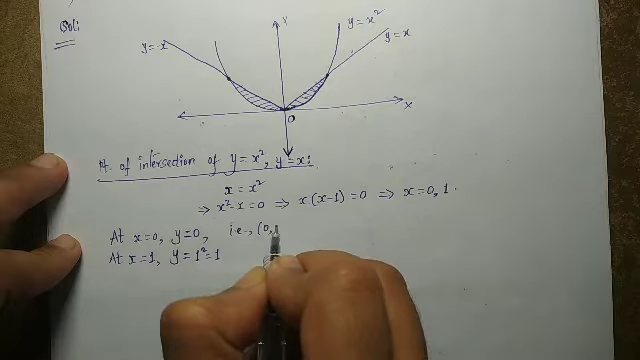 Sol:
Y
y=x²
y=-x
y=x
X
O
Pt. of intersection of y=x², y=x:
x = x²
⇒ x²-x=0 ⇒ x(x-1)=0 ⇒ x=0, 1.
At x=0, y=0, i.e., (0,
At x=1, y = 1²=1